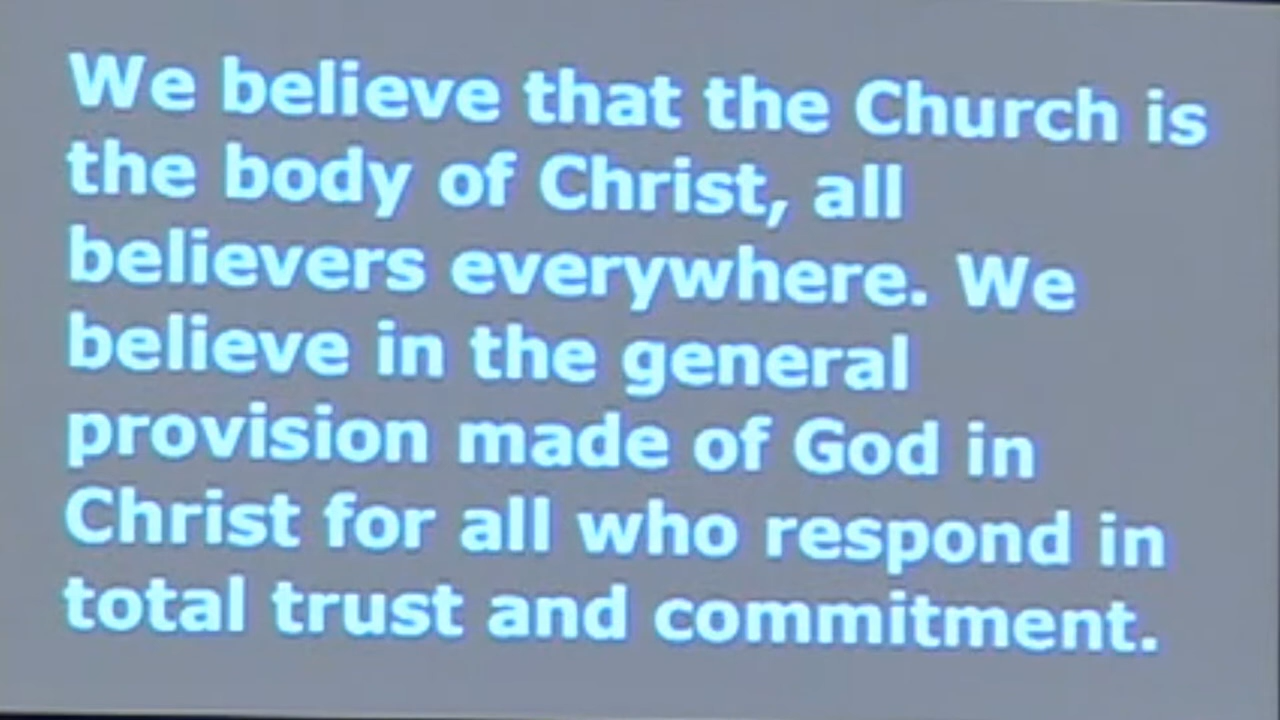 We believe that the Church is
the body of Christ, all
believers everywhere. We
believe in the general
provision made of God in
Christ for all who respond in
total trust and commitment.